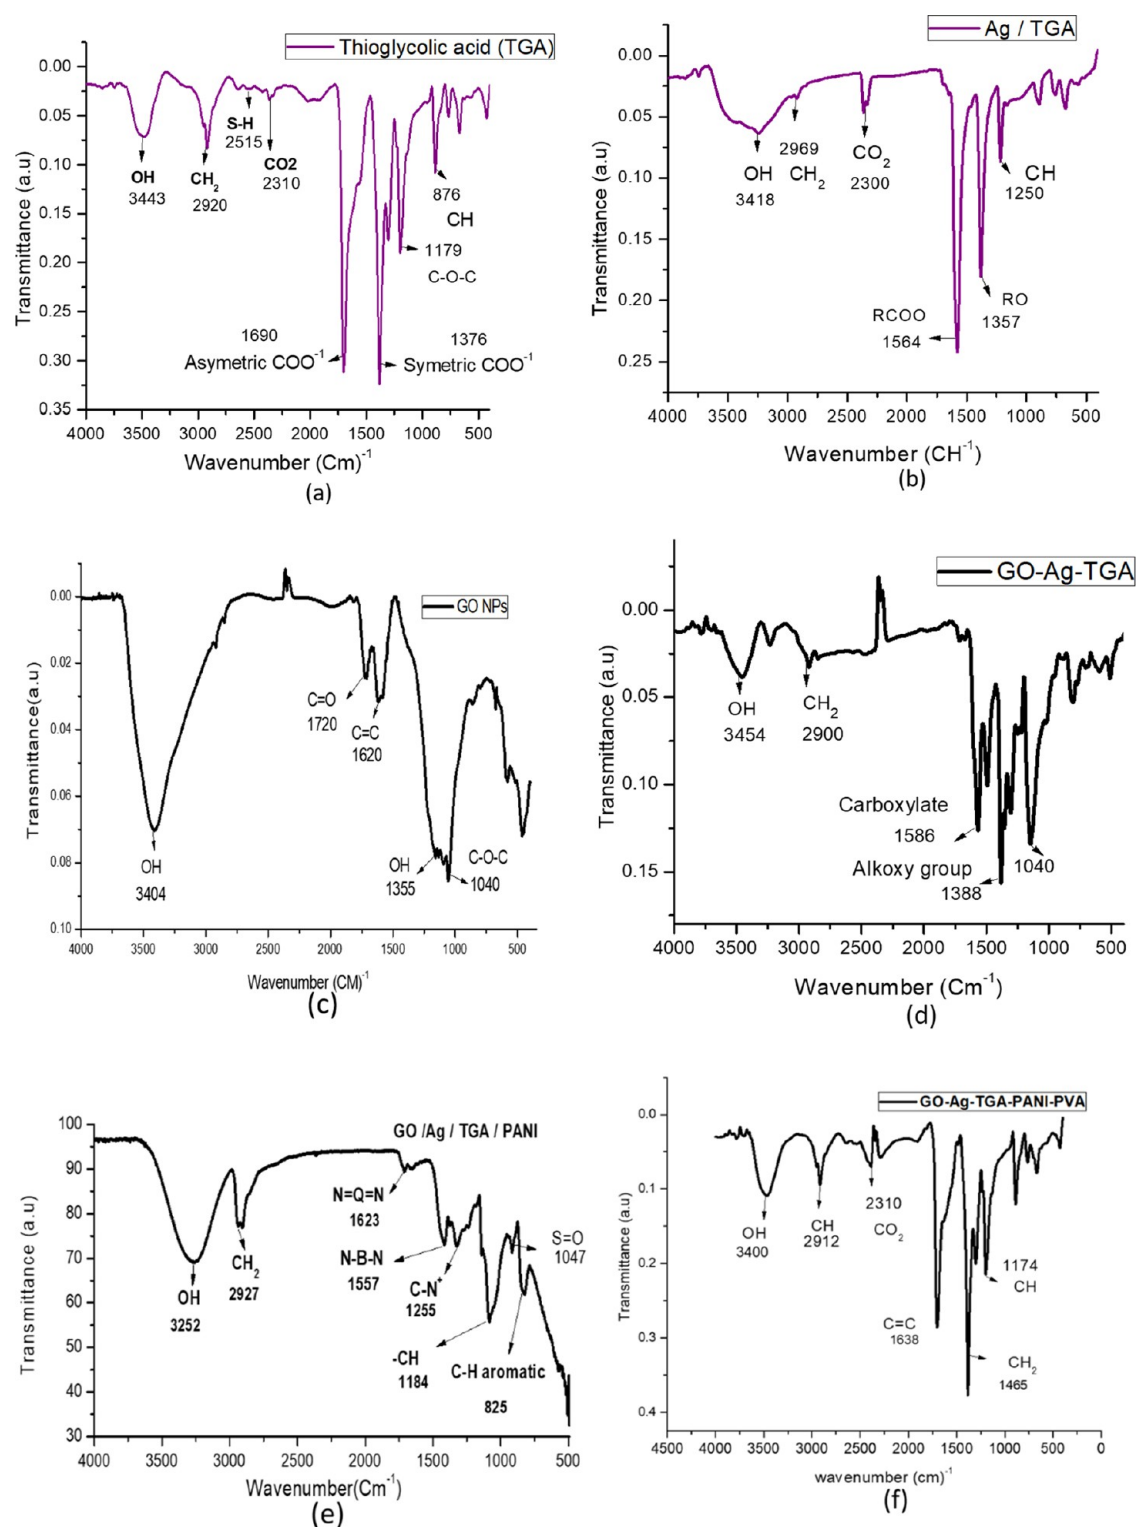 Thioglycolic acid (TGA)
0.00
0.05
0.10
0.15
0.20
0.25
0.30
0.35
Transmittance (a.u)
OH
3443
CH2
2920
S-H
2515
CO2
2310
876
CH
1179
C-O-C
1690
Asymetric COO-1
1376
Symetric COO-1
4000 3500 3000 2500 2000 1500 1000 500
Wavenumber (Cm)-1
(a)
Ag / TGA
0.00
0.05
0.10
0.15
0.20
0.25
Transmittance (a.u)
OH
3418
2969
CH2
CO2
2300
CH
1250
RCOO
1564
RO
1357
4000 3500 3000 2500 2000 1500 1000 500
Wavenumber (CH-1
(b)
GO NPs
0.00
0.02
0.04
0.06
0.08
0.10
Transmittance(a.u)
OH
3404
C=O
1720
C=C
1620
OH
1355
C-O-C
1040
4000 3500 3000 2500 2000 1500 1000 500
Wavenumber (CM)-1
(c)
GO-Ag-TGA
0.00
0.05
0.10
0.15
Transmittance (a.u)
OH
3454
CH2
2900
Carboxylate
1586
Alkoxy group
1388
1040
4000 3500 3000 2500 2000 1500 1000 500
Wavenumber (Cm-1)
(d)
GO /Ag / TGA / PANI
100
90
80
70
60
50
40
30
Transmittance (a.u)
OH
3252
CH2
2927
N=Q=N
1623
N-B-N
1557
C-N+
1255
S=O
1047
-CH
1184
C-H aromatic
825
4000 3500 3000 2500 2000 1500 1000 500
Wavenumber(Cm-1)
(e)
GO-Ag-TGA-PANI-PVA
0.0
0.1
0.2
0.3
0.4
Transmittance (a.u)
OH
3400
CH
2912
2310
CO2
1174
CH
C=C
1638
CH2
1465
4500 4000 3500 3000 2500 2000 1500 1000 500 0
wavenumber (cm)-1
(f)